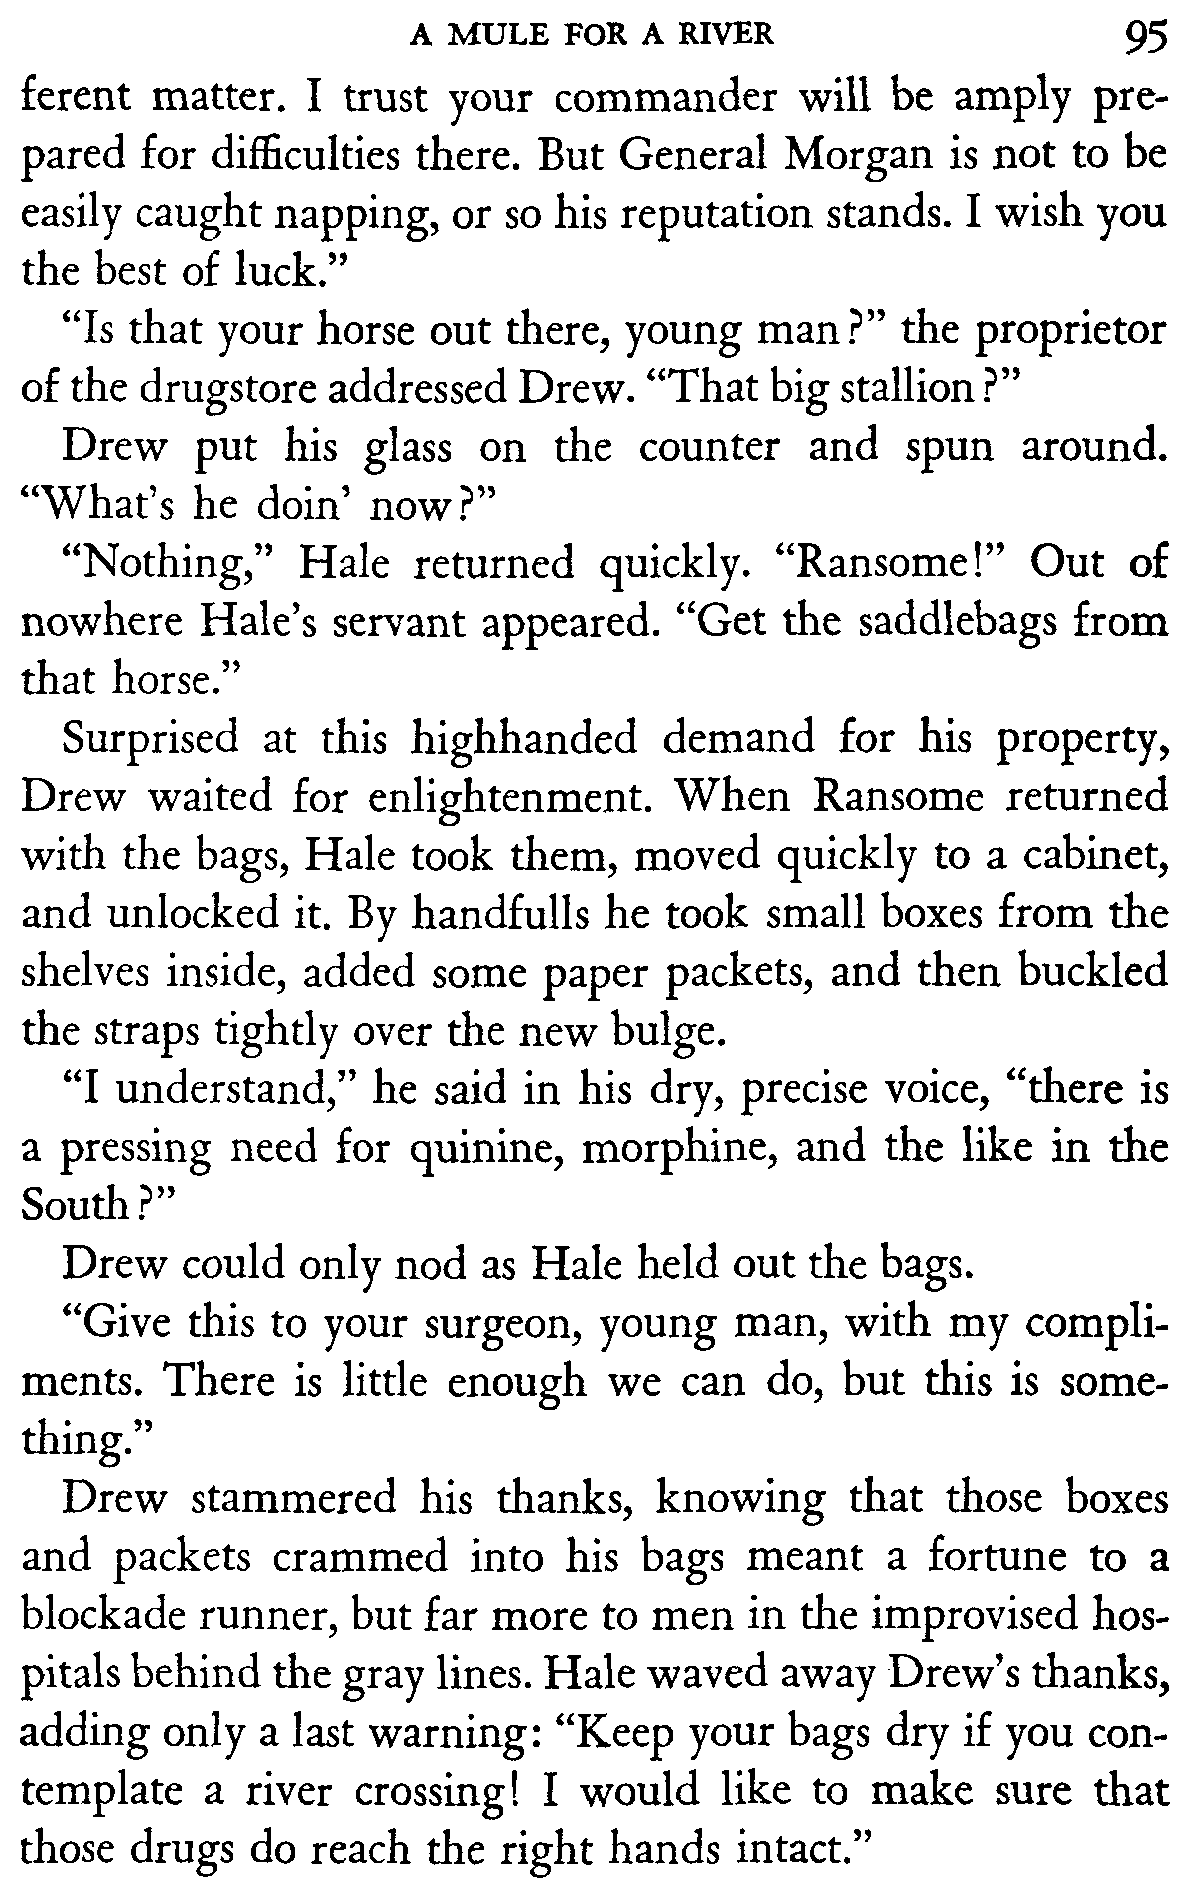 A MULE FOR A RIVER 95
ferent matter. I trust your commander will be amply pre-
pared for difficulties there. But General Morgan is not to be
easily caught napping, or so his reputation stands. I wish you
the best of luck.”
“Is that your horse out there, young man?” the proprietor
of the drugstore addressed Drew. “That big stallion?”
Drew put his glass on the counter and spun around.
“What’s he doin’ now?”
“Nothing,” Hale returned quickly. “Ransome!” Out of
nowhere Hale’s servant appeared. “Get the saddlebags from
that horse.”
Surprised at this highhanded demand for his property,
Drew waited for enlightenment. When Ransome returned
with the bags, Hale took them, moved quickly to a cabinet,
and unlocked it. By handfulls he took small boxes from the
shelves inside, added some paper packets, and then buckled
the straps tightly over the new bulge.
“I understand,” he said in his dry, precise voice, “there is
a pressing need for quinine, morphine, and the like in the
South?”
Drew could only nod as Hale held out the bags.
“Give this to your surgeon, young man, with my compli-
ments. There is little enough we can do, but this is some-
thing.”
Drew stammered his thanks, knowing that those boxes
and packets crammed into his bags meant a fortune to a
blockade runner, but far more to men in the improvised hos-
pitals behind the gray lines. Hale waved away Drew’s thanks,
adding only a last warning: “Keep your bags dry if you con-
template a river crossing! I would like to make sure that
those drugs do reach the right hands intact.”